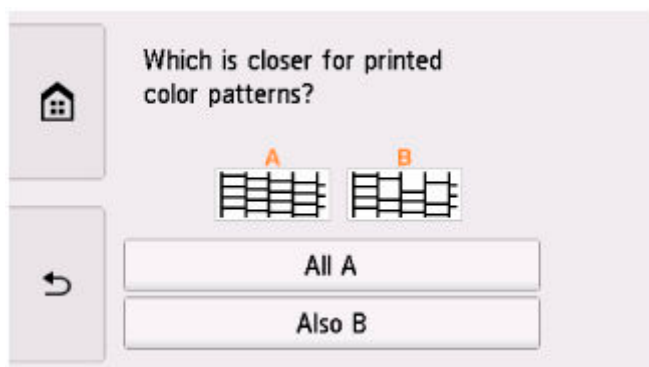 Which is closer for printed
color patterns?
A B
All A
Also B